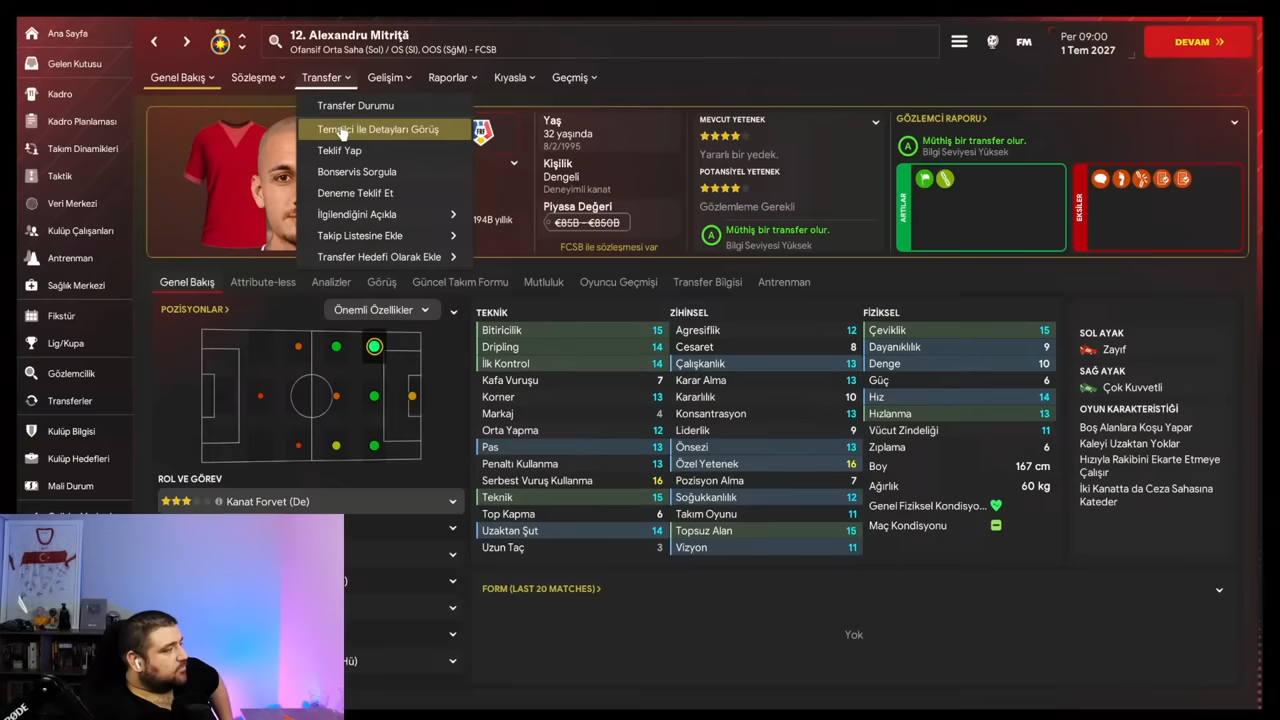 Ana Sayfa
Gelen Kutusu
Kadro
Kadro Planlaması
Takım Dinamikleri
Taktik
Veri Merkezi
Kulüp Çalışanları
Antrenman
Sağlık Merkezi
Fikstür
Lig/Kupa
Gözlemcilik
Transferler
Kulüp Bilgisi
Kulüp Hedefleri
Mali Durum
12. Alexandru Mitriţă
Ofansif Orta Saha (Sol) / OS (Sl), OOS (SğM) - FCSB
FM
Per 09:00
1 Tem 2027
DEVAM
Genel Bakış
Sözleşme
Transfer
Gelişim
Raporlar
Kıyasla
Geçmiş
Transfer Durumu
Temsilci İle Detayları Görüş
Teklif Yap
Bonservis Sorgula
Deneme Teklif Et
İlgilendiğini Açıkla
Takip Listesine Ekle
Transfer Hedefi Olarak Ekle
FRF
194B yıllık
Yaş
32 yaşında
8/2/1995
Kişilik
Dengeli
Deneyimli kanat
Piyasa Değeri
€85B - €850B
FCSB ile sözleşmesi var
MEVCUT YETENEK
Yararlı bir yedek.
POTANSİYEL YETENEK
Gözlemleme Gerekli
A
Müthiş bir transfer olur.
Bilgi Seviyesi Yüksek
GÖZLEMCİ RAPORU
A
Müthiş bir transfer olur.
Bilgi Seviyesi Yüksek
ARTILAR
EKSİLER
Genel Bakış
Attribute-less
Analizler
Görüş
Güncel Takım Formu
Mutluluk
Oyuncu Geçmişi
Transfer Bilgisi
Antrenman
POZİSYONLAR
Önemli Özellikler
ROL VE GÖREV
Kanat Forvet (De)
TEKNİK
Bitiricilik 15
Dripling 14
İlk Kontrol 14
Kafa Vuruşu 7
Korner 13
Markaj 4
Orta Yapma 12
Pas 13
Penaltı Kullanma 13
Serbest Vuruş Kullanma 16
Teknik 15
Top Kapma 6
Uzaktan Şut 14
Uzun Taç 3
ZİHİNSEL
Agresiflik 12
Cesaret 8
Çalışkanlık 13
Karar Alma 13
Kararlılık 10
Konsantrasyon 13
Liderlik 9
Önsezi 13
Özel Yetenek 16
Pozisyon Alma 7
Soğukkanlılık 12
Takım Oyunu 11
Topsuz Alan 15
Vizyon 11
FİZİKSEL
Çeviklik 15
Dayanıklılık 9
Denge 10
Güç 6
Hız 14
Hızlanma 13
Vücut Zindeliği 11
Zıplama 6
Boy 167 cm
Ağırlık 60 kg
Genel Fiziksel Kondisyo...
Maç Kondisyonu
SOL AYAK
Zayıf
SAĞ AYAK
Çok Kuvvetli
OYUN KARAKTERİSTİĞİ
Boş Alanlara Koşu Yapar
Kaleyi Uzaktan Yoklar
Hızıyla Rakibini Ekarte Etmeye
Çalışır
İki Kanatta da Ceza Sahasına
Kateder
FORM (LAST 20 MATCHES)
Yok